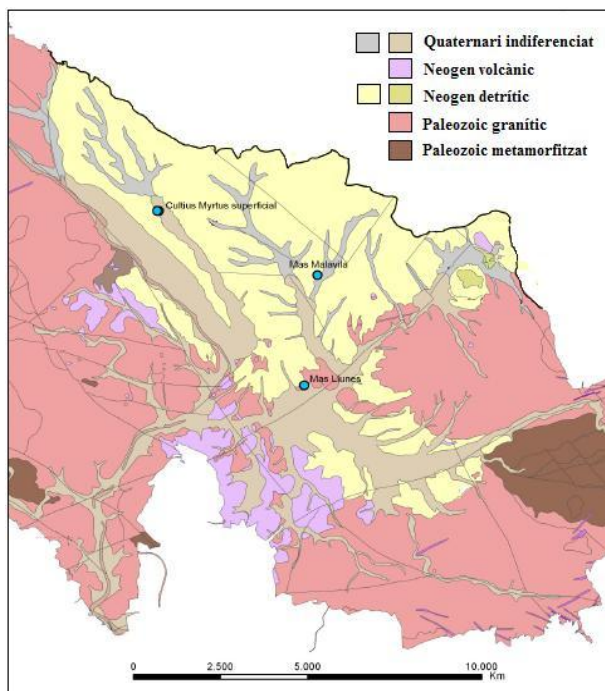 Quaternari indiferenciat
Neogen volcànic
Neogen detrític
Paleozoic granític
Paleozoic metamorfitzat
Cultius Myrtus superficial
Mas Malavila
Mas Llunes
0 2.500 5.000 10.000
Km